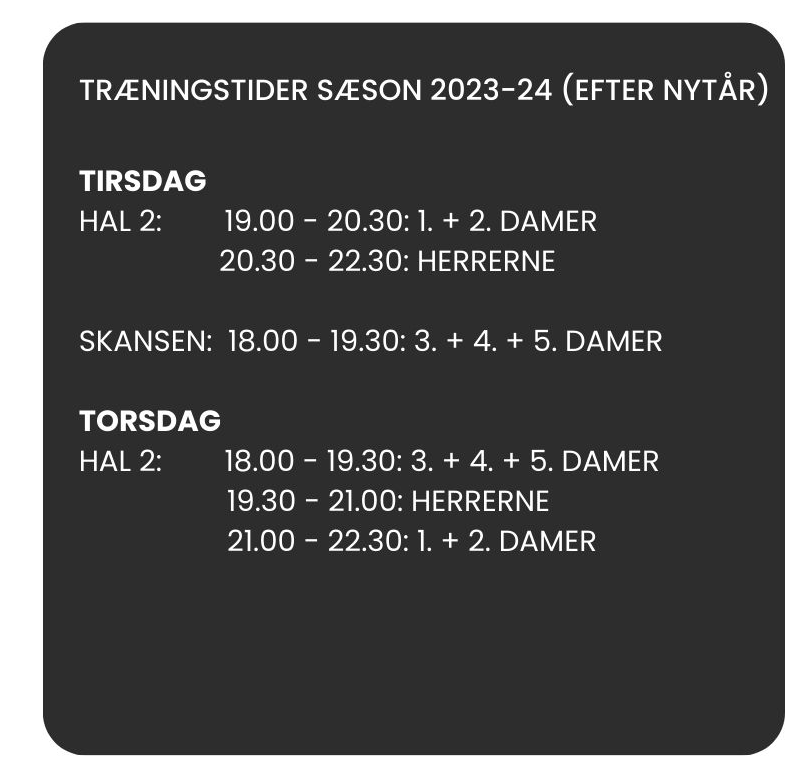 TRÆNINGSTIDER SÆSON 2023-24 (EFTER NYTÅR)
TIRSDAG
HAL 2: 19.00 - 20.30: 1. + 2. DAMER
20.30 - 22.30: HERRERNE
SKANSEN: 18.00 - 19.30: 3. + 4. + 5. DAMER
TORSDAG
HAL 2: 18.00 - 19.30: 3. + 4. + 5. DAMER
19.30 - 21.00: HERRERNE
21.00 - 22.30: 1. + 2. DAMER